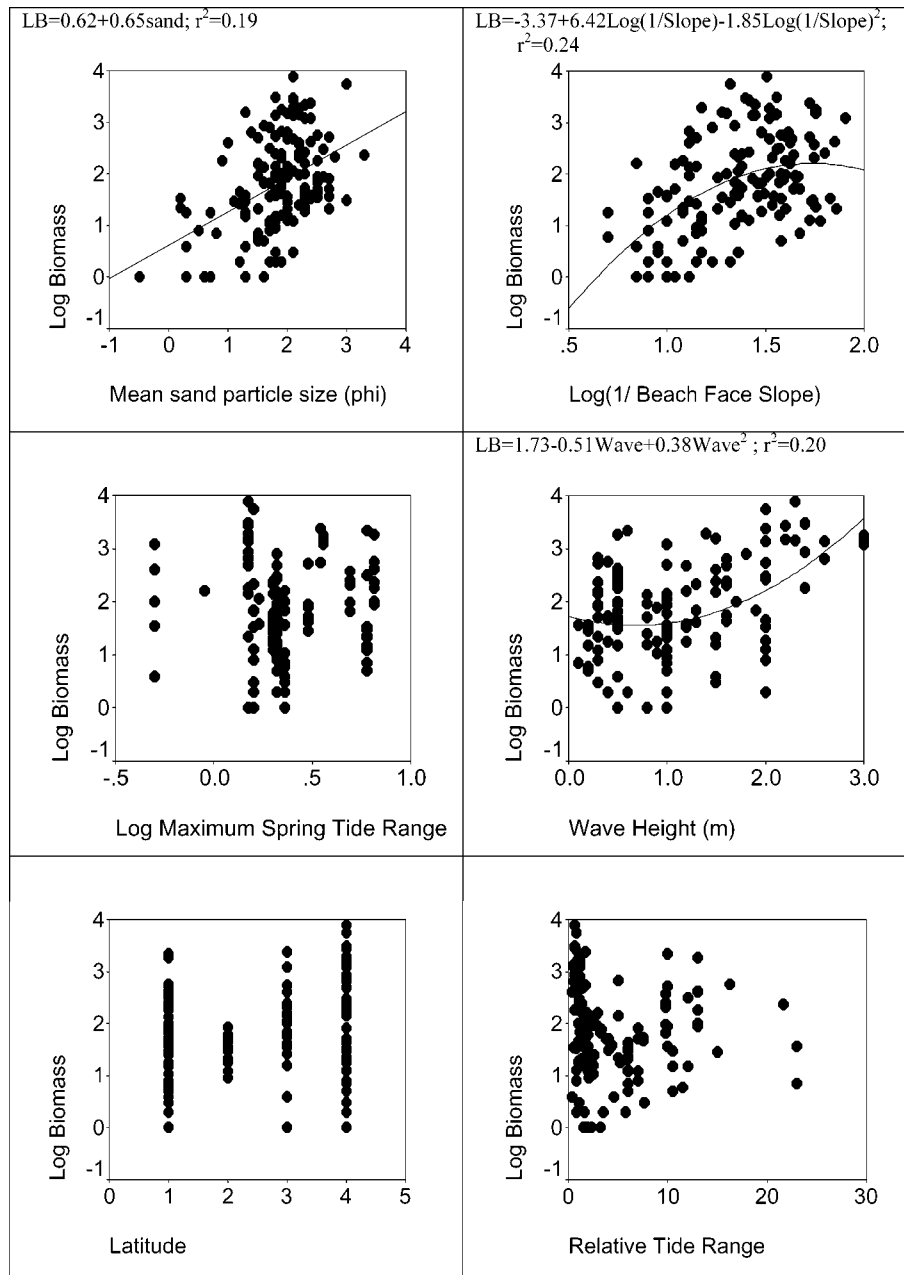 LB=0.62+0.65sand; r²=0.19
4
3
2
1
0
-1
Log Biomass
-1 0 1 2 3 4
Mean sand particle size (phi)
LB=-3.37+6.42Log(1/Slope)-1.85Log(1/Slope)²;
r²=0.24
4
3
2
1
0
-1
Log Biomass
.5 1.0 1.5 2.0
Log(1/ Beach Face Slope)
4
3
2
1
0
-1
Log Biomass
-.5 0.0 .5 1.0
Log Maximum Spring Tide Range
LB=1.73-0.51Wave+0.38Wave² ; r²=0.20
4
3
2
1
0
-1
Log Biomass
0.0 1.0 2.0 3.0
Wave Height (m)
4
3
2
1
0
-1
Log Biomass
0 1 2 3 4 5
Latitude
4
3
2
1
0
-1
Log Biomass
0 10 20 30
Relative Tide Range